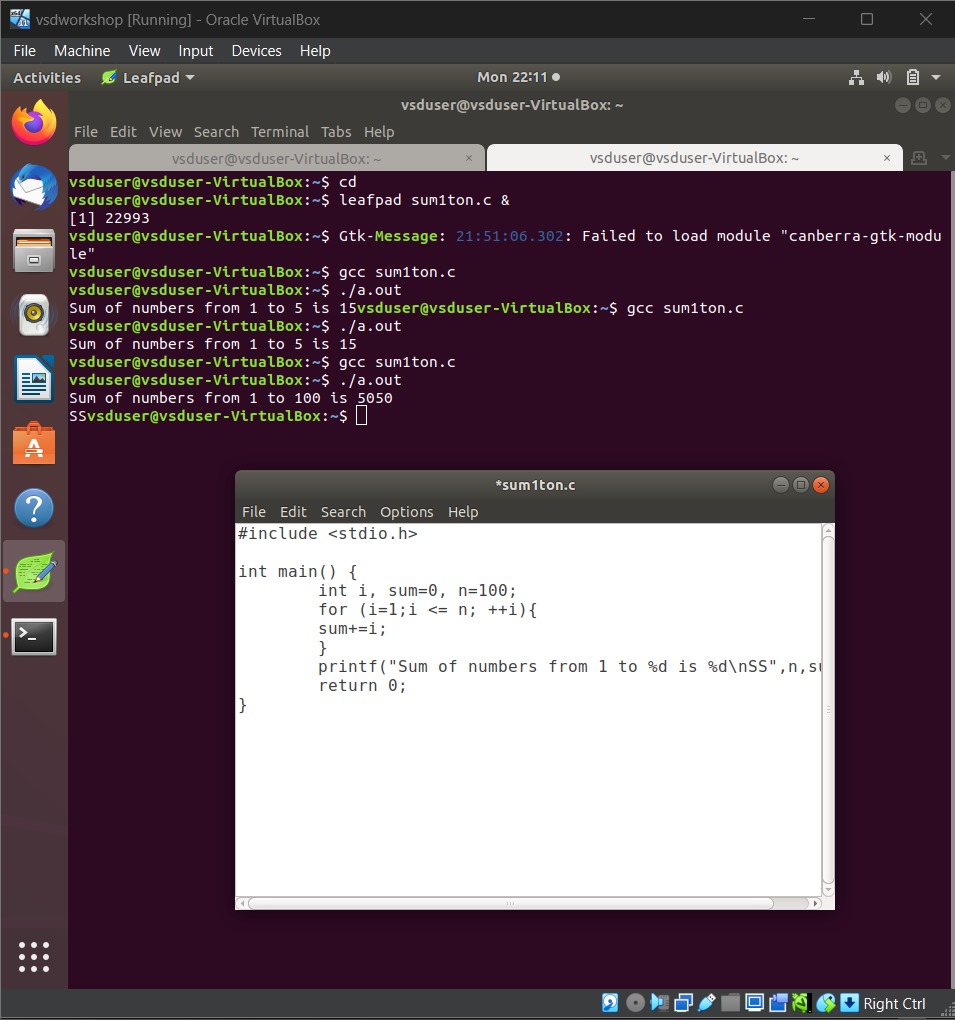 vsdworkshop [Running] - Oracle VirtualBox
File Machine View Input Devices Help
Activities Leafpad Mon 22:11
vsduser@vsduser-VirtualBox: ~
File Edit View Search Terminal Tabs Help
vsduser@vsduser-VirtualBox: ~ × vsduser@vsduser-VirtualBox: ~ ×
vsduser@vsduser-VirtualBox:~$ cd
vsduser@vsduser-VirtualBox:~$ leafpad sum1ton.c &
[1] 22993
vsduser@vsduser-VirtualBox:~$ Gtk-Message: 21:51:06.302: Failed to load module "canberra-gtk-modu
le"
vsduser@vsduser-VirtualBox:~$ gcc sum1ton.c
vsduser@vsduser-VirtualBox:~$ ./a.out
Sum of numbers from 1 to 5 is 15vsduser@vsduser-VirtualBox:~$ gcc sum1ton.c
vsduser@vsduser-VirtualBox:~$ ./a.out
Sum of numbers from 1 to 5 is 15
vsduser@vsduser-VirtualBox:~$ gcc sum1ton.c
vsduser@vsduser-VirtualBox:~$ ./a.out
Sum of numbers from 1 to 100 is 5050
SSvsduser@vsduser-VirtualBox:~$
*sum1ton.c
File Edit Search Options Help
#include <stdio.h>
int main() {
int i, sum=0, n=100;
for (i=1;i <= n; ++i){
sum+=i;
}
printf("Sum of numbers from 1 to %d is %d\nSS",n,su
return 0;
}
Right Ctrl